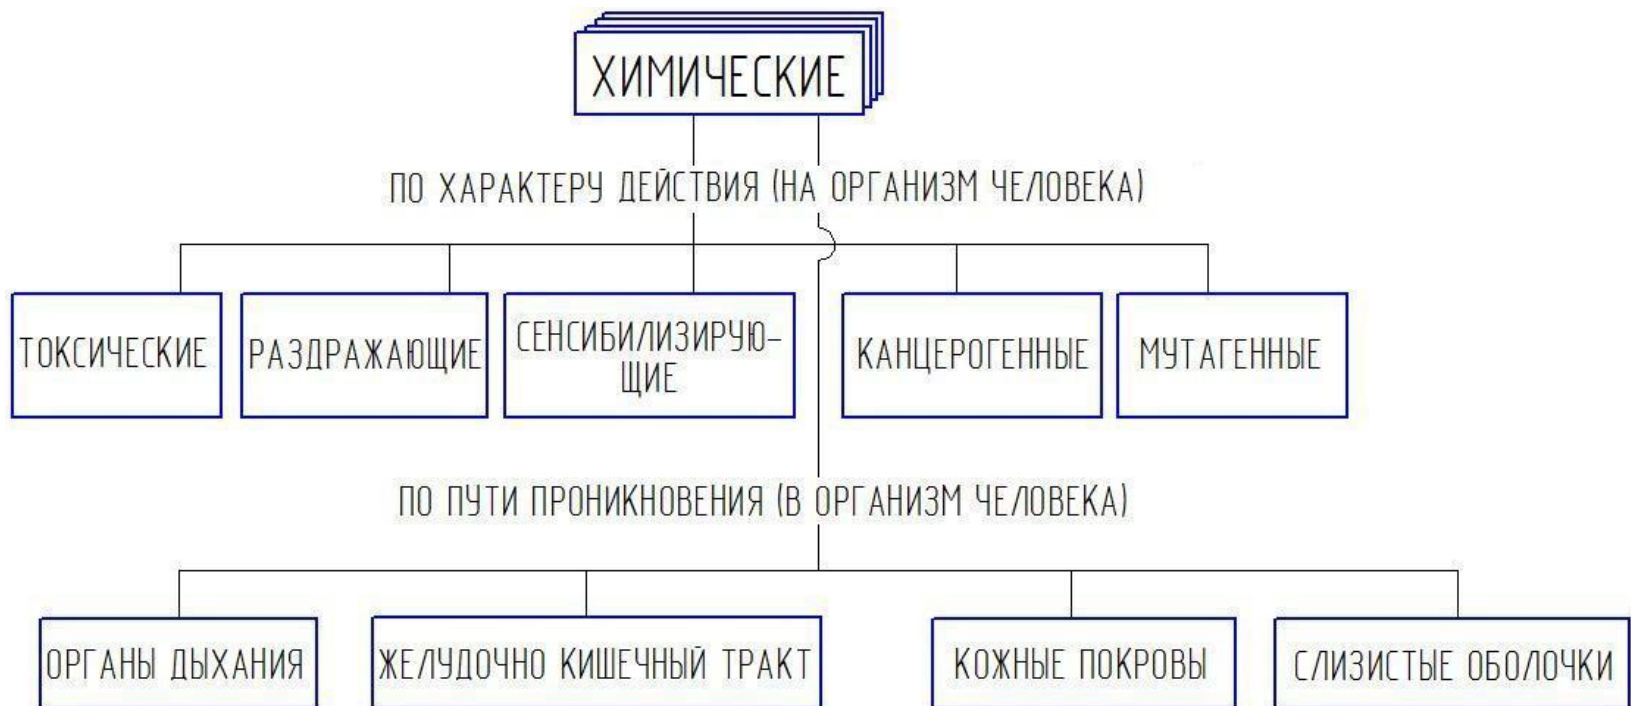 ХИМИЧЕСКИЕ
ПО ХАРАКТЕРУ ДЕЙСТВИЯ (НА ОРГАНИЗМ ЧЕЛОВЕКА)
ТОКСИЧЕСКИЕ
РАЗДРАЖАЮЩИЕ
СЕНСИБИЛИЗИРУЮ-
ЩИЕ
КАНЦЕРОГЕННЫЕ
МУТАГЕННЫЕ
ПО ПУТИ ПРОНИКНОВЕНИЯ (В ОРГАНИЗМ ЧЕЛОВЕКА)
ОРГАНЫ ДЫХАНИЯ
ЖЕЛУДОЧНО КИШЕЧНЫЙ ТРАКТ
КОЖНЫЕ ПОКРОВЫ
СЛИЗИСТЫЕ ОБОЛОЧКИ